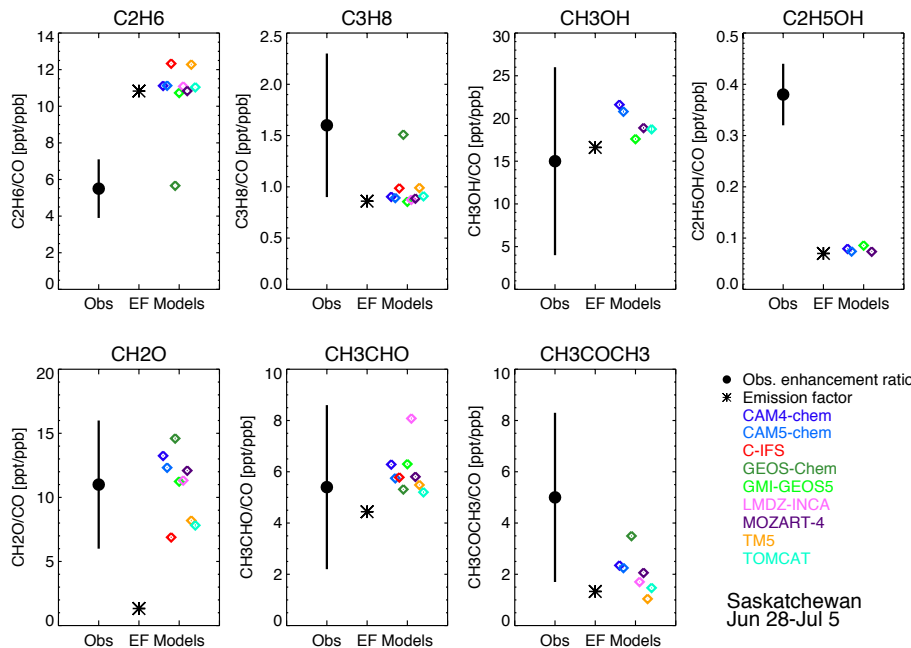 C2H6
C2H6/CO [ppt/ppb]
14
12
10
8
6
4
2
0
Obs EF Models
C3H8
C3H8/CO [ppt/ppb]
2.5
2.0
1.5
1.0
0.5
0.0
Obs EF Models
CH3OH
CH3OH/CO [ppt/ppb]
30
25
20
15
10
5
0
Obs EF Models
C2H5OH
C2H5OH/CO [ppt/ppb]
0.5
0.4
0.3
0.2
0.1
0.0
Obs EF Models
CH2O
CH2O/CO [ppt/ppb]
20
15
10
5
0
Obs EF Models
CH3CHO
CH3CHO/CO [ppt/ppb]
10
8
6
4
2
0
Obs EF Models
CH3COCH3
CH3COCH3/CO [ppt/ppb]
10
8
6
4
2
0
Obs EF Models
Obs. enhancement ratio
Emission factor
CAM4-chem
CAM5-chem
C-IFS
GEOS-Chem
GMI-GEOS5
LMDZ-INCA
MOZART-4
TM5
TOMCAT
Saskatchewan
Jun 28-Jul 5